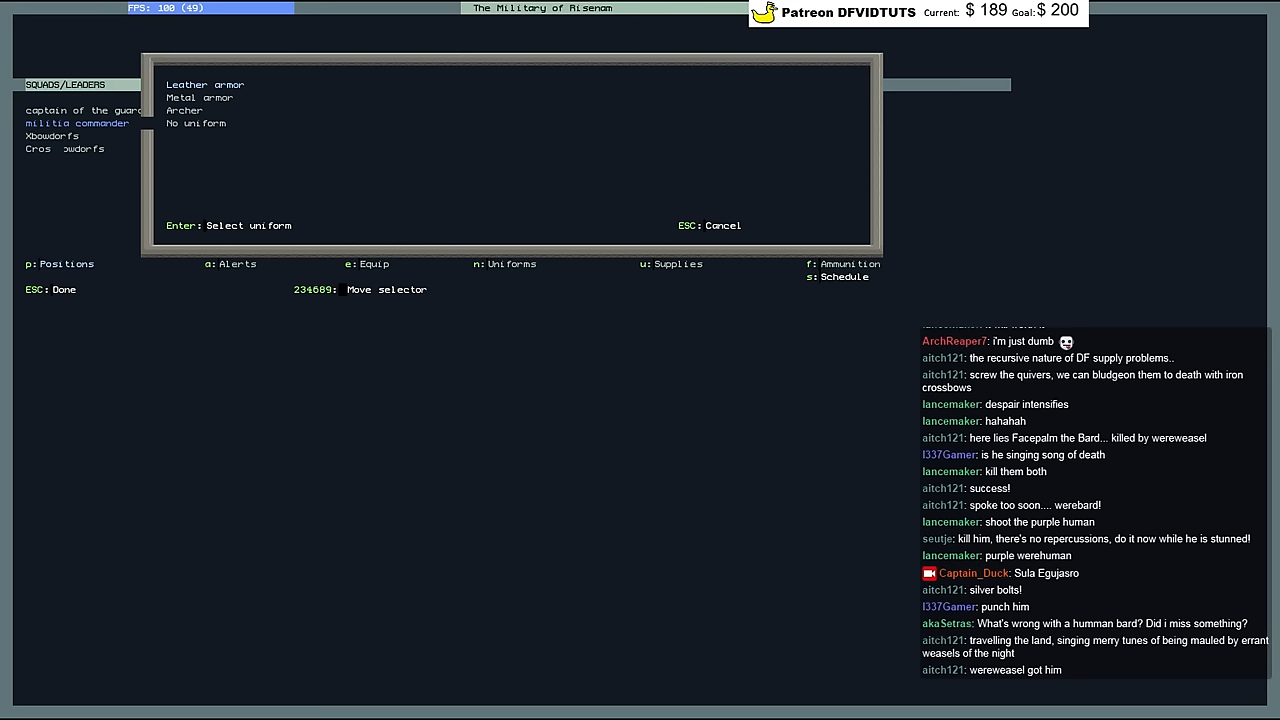 FPS: 100 (49)
The Military of Risenam
Patreon DFVIDTUTS Current: $ 189 Goal: $ 200
SQUADS/LEADERS
captain of the guar
militia commander
Xbowdorfs
Cros owdorfs
Leather armor
Metal armor
Archer
No uniform
Enter: Select uniform
ESC: Cancel
p: Positions
a: Alerts
e: Equip
n: Uniforms
u: Supplies
f: Ammunition
s: Schedule
ESC: Done
234689: Move selector
ArchReaper7: i'm just dumb
aitch121: the recursive nature of DF supply problems..
aitch121: screw the quivers, we can bludgeon them to death with iron
crossbows
lancemaker: despair intensifies
lancemaker: hahahah
aitch121: here lies Facepalm the Bard... killed by wereweasel
l337Gamer: is he singing song of death
lancemaker: kill them both
aitch121: success!
aitch121: spoke too soon.... werebard!
lancemaker: shoot the purple human
seutje: kill him, there's no repercussions, do it now while he is stunned!
lancemaker: purple werehuman
Captain_Duck: Sula Egujasro
aitch121: silver bolts!
l337Gamer: punch him
akaSetras: What's wrong with a humman bard? Did i miss something?
aitch121: travelling the land, singing merry tunes of being mauled by errant
weasels of the night
aitch121: wereweasel got him